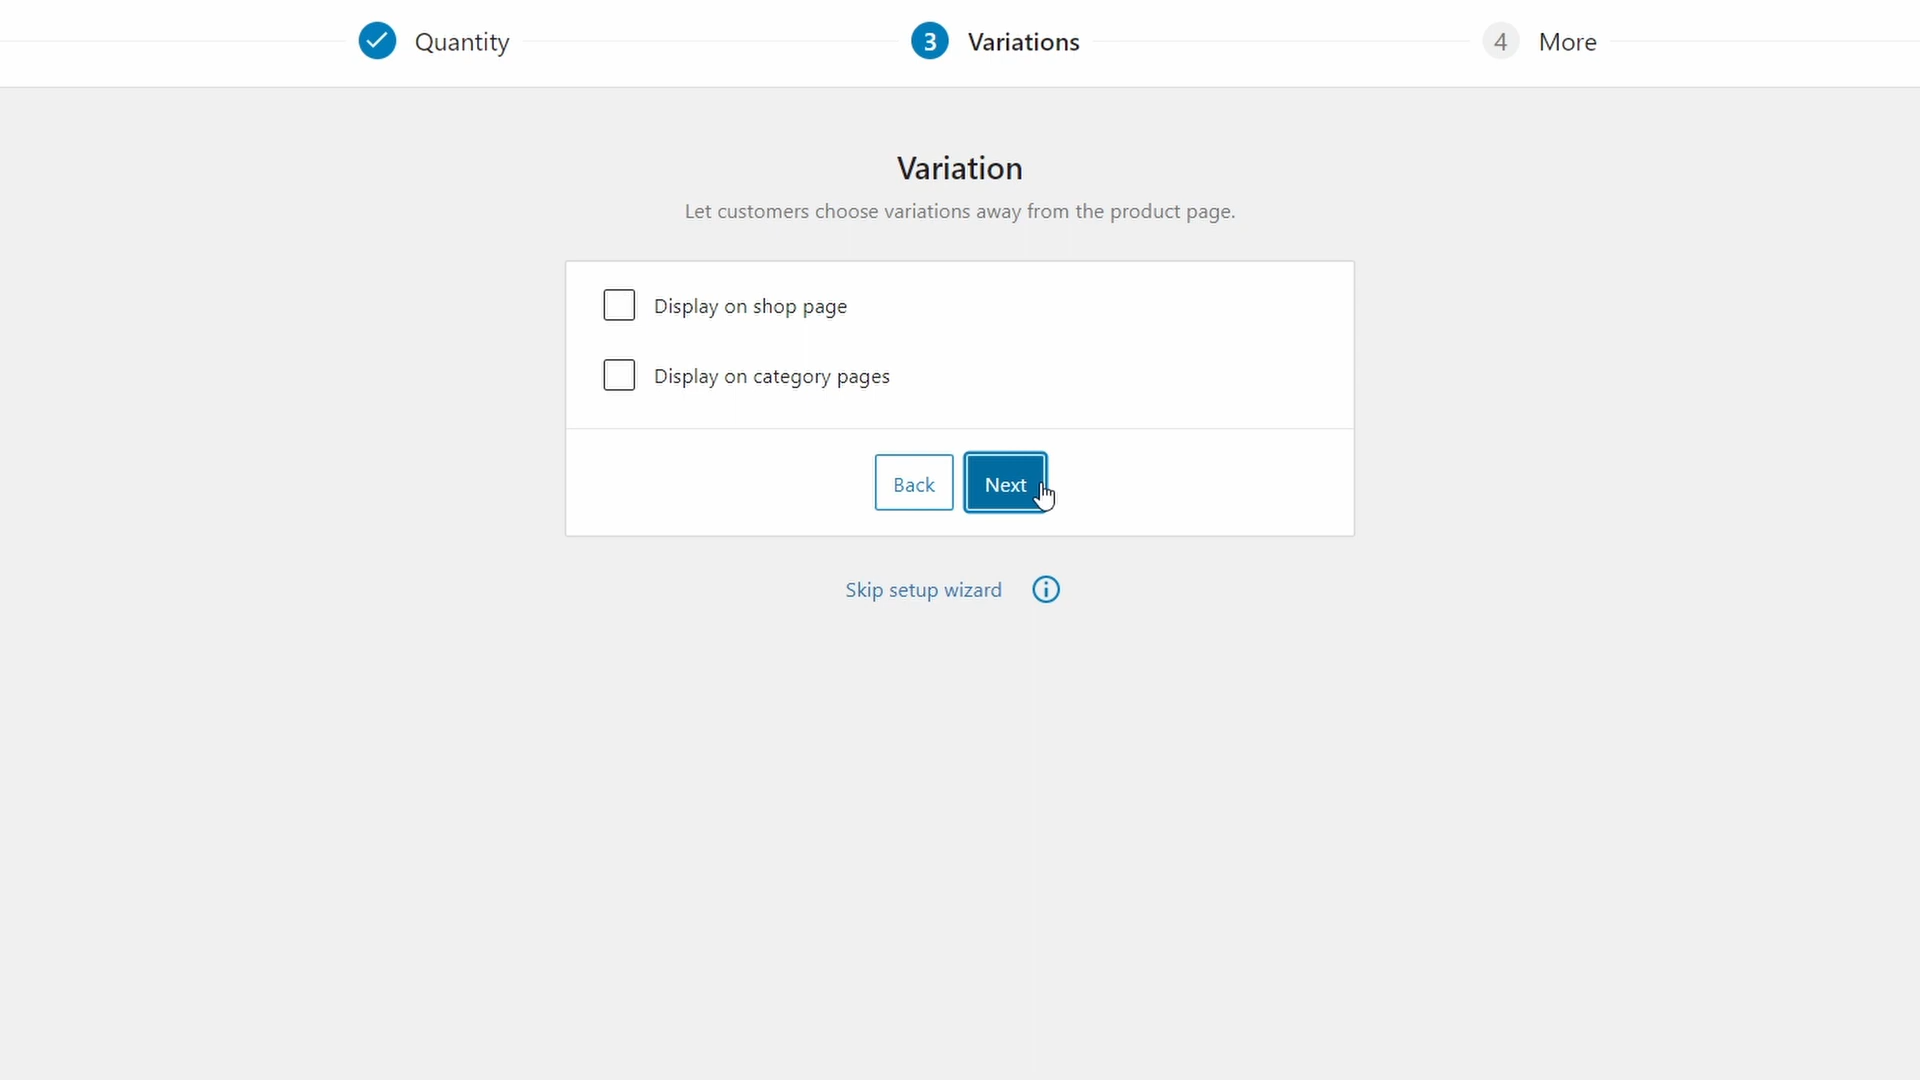 Quantity
3 Variations
4 More
Variation
Let customers choose variations away from the product page.
Display on shop page
Display on category pages
Back Next
Skip setup wizard